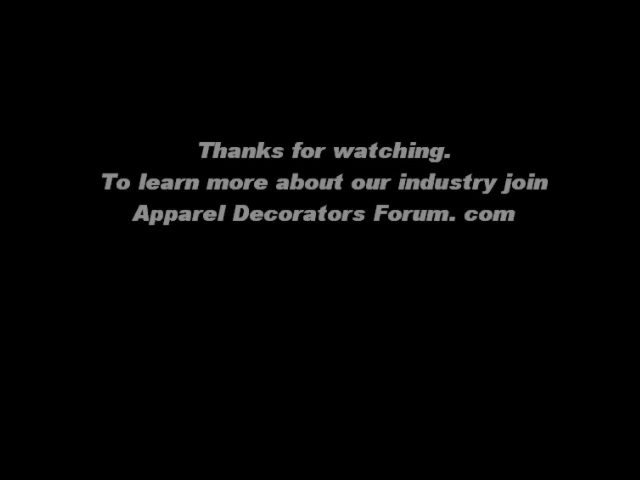 Thanks for watching.
To learn more about our industry join
Apparel Decorators Forum. com